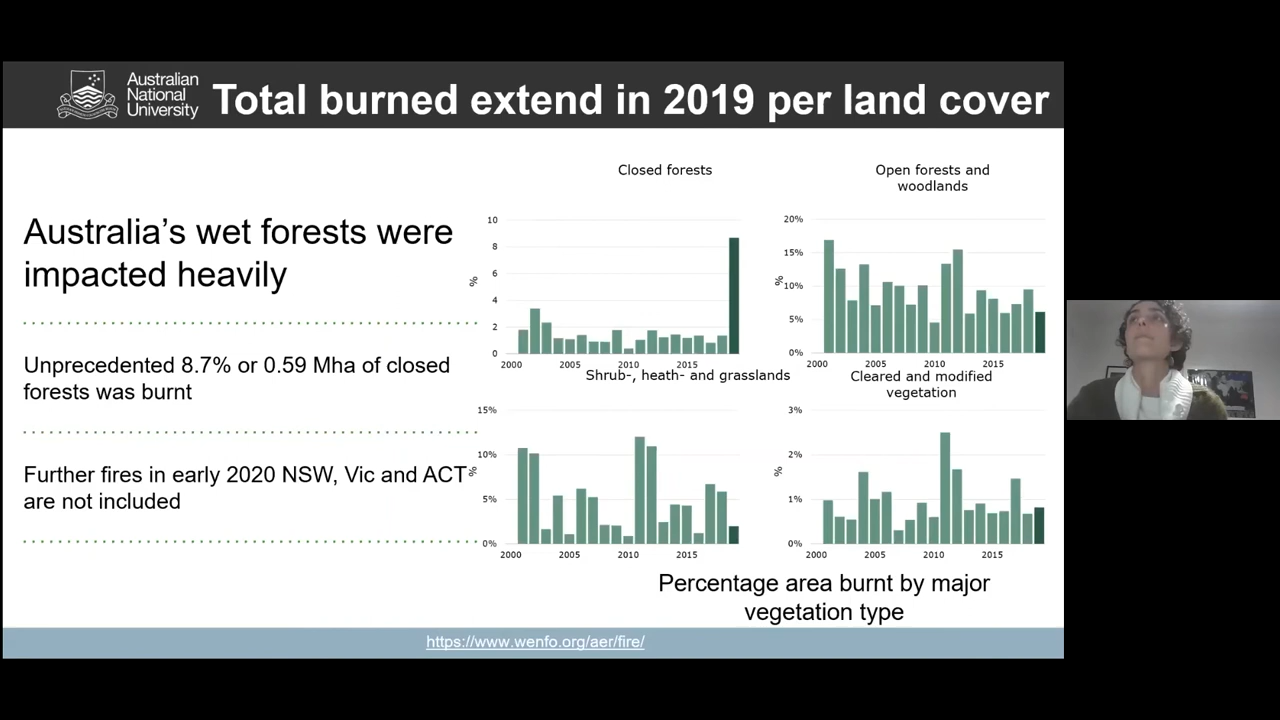 Australian
National
University
Total burned extend in 2019 per land cover
Australia's wet forests were
impacted heavily
Unprecedented 8.7% or 0.59 Mha of closed
forests was burnt
Further fires in early 2020 NSW, Vic and ACT
are not included
Closed forests
10
8
6
4
2
0
%
2000
2005
2010
2015
Open forests and
woodlands
20%
15%
10%
5%
0%
%
2000
2005
2010
2015
Shrub-, heath- and grasslands
15%
10%
5%
0%
%
2000
2005
2010
2015
Cleared and modified
vegetation
3%
2%
1%
0%
%
2000
2005
2010
2015
Percentage area burnt by major
vegetation type
https://www.wenfo.org/aer/fire/